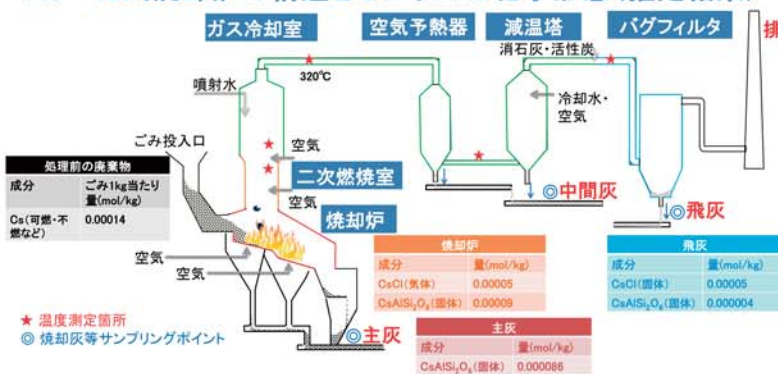 ガス冷却室
空気予熱器
減温塔
バグフィルタ
排
消石灰・活性炭
320℃
噴射水
冷却水・
空気
ごみ投入口
空気
二次燃焼室
空気
焼却炉
◎中間灰
◎飛灰
処理前の廃棄物
成分 ごみ1kg当たり
量(mol/kg)
Cs(可燃・不
燃など) 0.00014
空気
空気
焼却炉
成分 量(mol/kg)
CsCl(気体) 0.00005
CsAlSi₂O₆(固体) 0.00009
飛灰
成分 量(mol/kg)
CsCl(固体) 0.00005
CsAlSi₂O₆(固体) 0.000004
★ 温度測定箇所
◎ 焼却灰等サンプリングポイント
◎主灰
主灰
成分 量(mol/kg)
CsAlSi₂O₆(固体) 0.000086